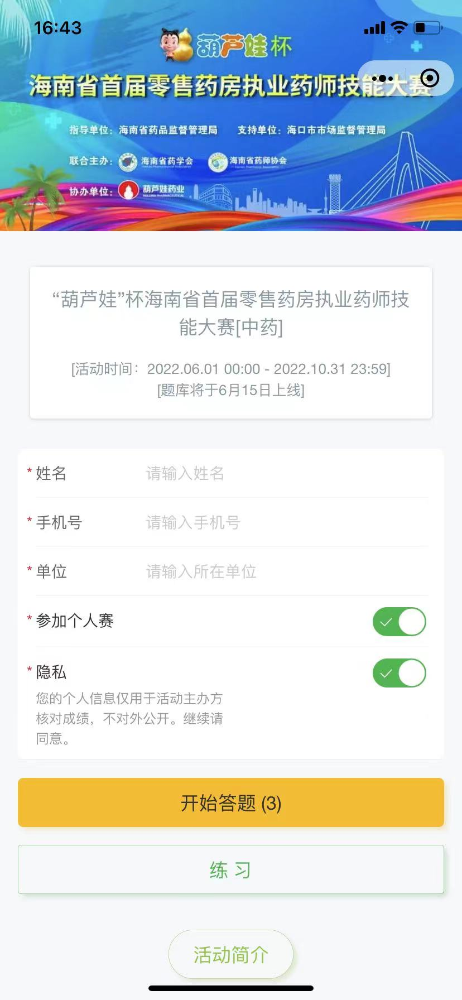 16:43
葫芦娃杯
海南省首届零售药房执业药师技能大赛
指导单位：海南省药品监督管理局 支持单位：海口市市场监督管理局
联合主办：海南省药学会 海南省药师协会
协办单位：葫芦娃药业
HULUWA PHARMACEUTICAL
“葫芦娃”杯海南省首届零售药房执业药师技
能大赛[中药]
[活动时间：2022.06.01 00:00 - 2022.10.31 23:59]
[题库将于6月15日上线]
* 姓名 请输入姓名
* 手机号 请输入手机号
* 单位 请输入所在单位
* 参加个人赛
* 隐私
您的个人信息仅用于活动主办方
核对成绩，不对外公开。继续请
同意。
开始答题 (3)
练 习
活动简介